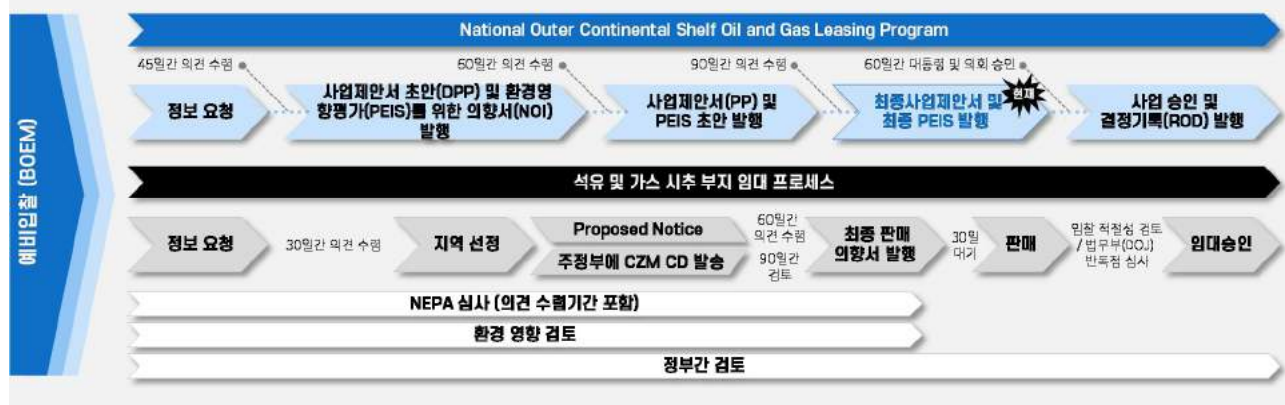 예비입찰 (BOEM)
National Outer Continental Shelf Oil and Gas Leasing Program
45일간 의견 수렴
60일간 의견 수렴
90일간 의견 수렴
60일간 대통령 및 의회 승인
정보 요청
사업제안서 초안(DPP) 및 환경영
향평가(PEIS)를 위한 의향서(NOI)
발행
사업제안서(PP) 및
PEIS 초안 발행
최종사업제안서 및
최종 PEIS 발행
현재
사업 승인 및
결정기록(ROD) 발행
석유 및 가스 시추 부지 임대 프로세스
정보 요청
30일간 의견 수렴
지역 선정
Proposed Notice
주정부에 CZM CD 발송
60일간
의견 수렴
90일간
검토
최종 판매
의향서 발행
30일
대기
판매
입찰 적절성 검토
/ 법무부(DOJ)
반독점 심사
임대승인
NEPA 심사 (의견 수렴기간 포함)
환경 영향 검토
정부간 검토